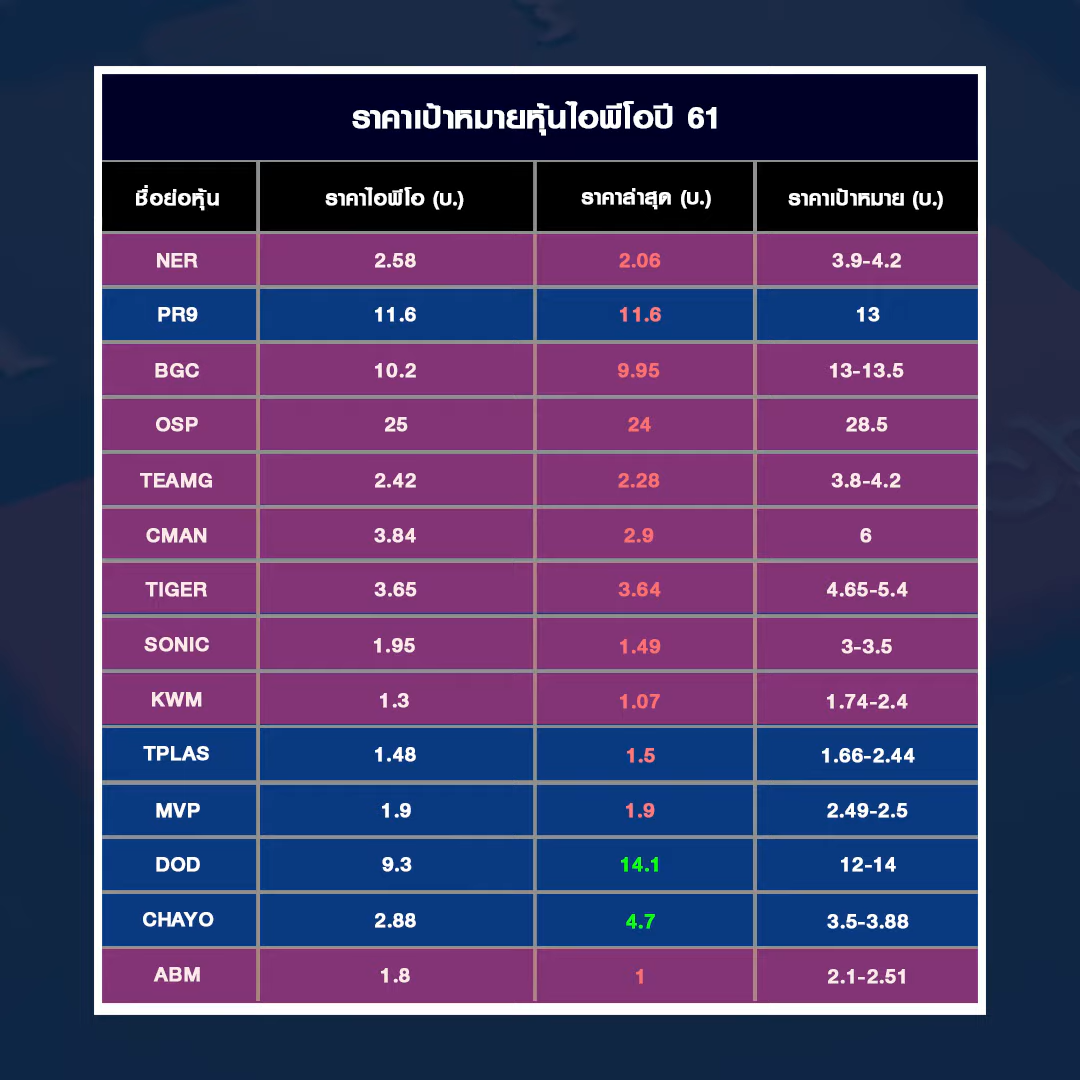 ราคาเป้าหมายหุ้นไอพีโอปี 61
ชื่อย่อหุ้น ราคาไอพีโอ (บ.) ราคาล่าสุด (บ.) ราคาเป้าหมาย (บ.)
NER 2.58 2.06 3.9-4.2
PR9 11.6 11.6 13
BGC 10.2 9.95 13-13.5
OSP 25 24 28.5
TEAMG 2.42 2.28 3.8-4.2
CMAN 3.84 2.9 6
TIGER 3.65 3.64 4.65-5.4
SONIC 1.95 1.49 3-3.5
KWM 1.3 1.07 1.74-2.4
TPLAS 1.48 1.5 1.66-2.44
MVP 1.9 1.9 2.49-2.5
DOD 9.3 14.1 12-14
CHAYO 2.88 4.7 3.5-3.88
ABM 1.8 1 2.1-2.51